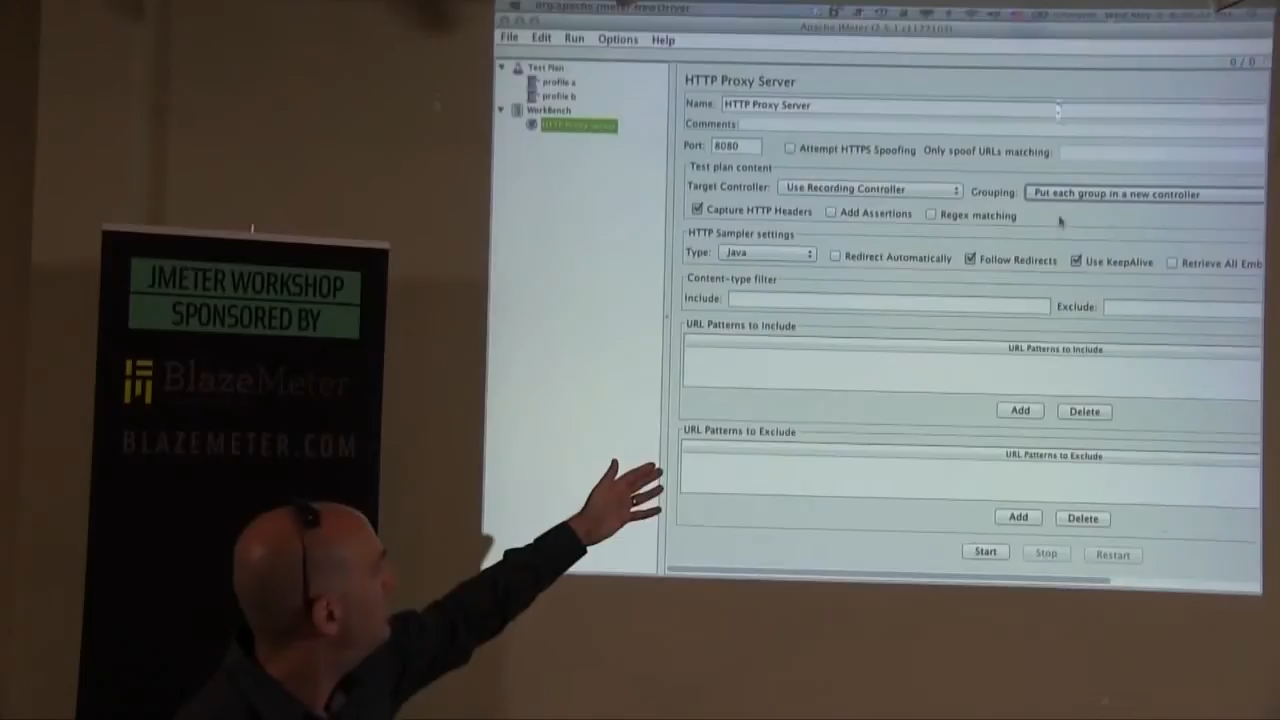 File Edit Run Options Help
0 / 0
Test Plan
profile a
profile b
WorkBench
HTTP Proxy Server
HTTP Proxy Server
Name: HTTP Proxy Server
Comments:
Port: 8080 Attempt HTTPS Spoofing Only spoof URLs matching:
Test plan content
Target Controller: Use Recording Controller Grouping: Put each group in a new controller
Capture HTTP Headers Add Assertions Regex matching
HTTP Sampler settings
Type: Java Redirect Automatically Follow Redirects Use KeepAlive Retrieve All Emb
Content-type filter
Include: Exclude:
URL Patterns to Include
URL Patterns to Include
Add Delete
URL Patterns to Exclude
URL Patterns to Exclude
Add Delete
Start Stop Restart
JMETER WORKSHOP
SPONSORED BY
BlazeMeter
BLAZEMETER.COM